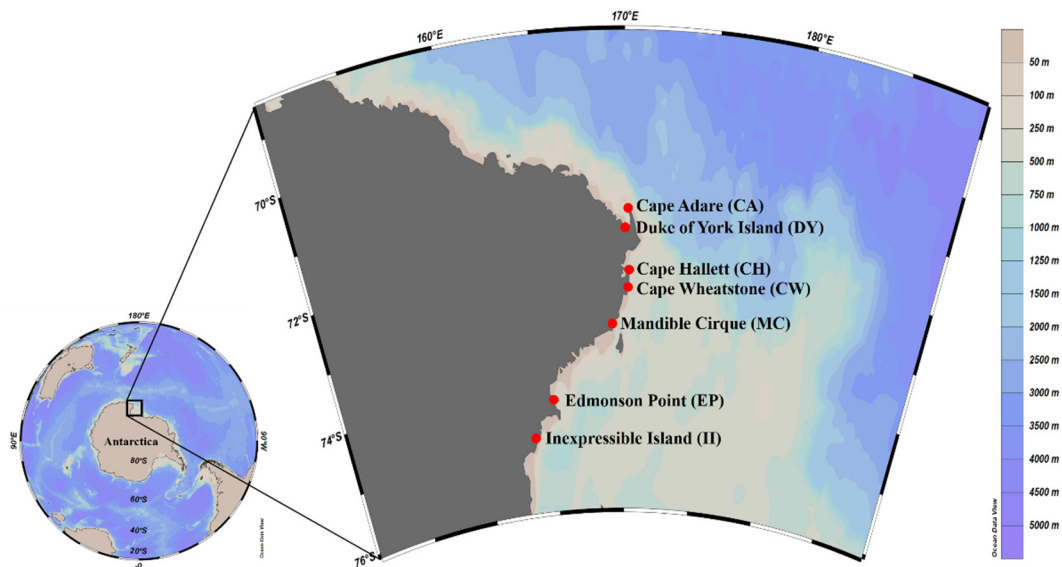 170°E
160°E
180°E
70°S
72°S
74°S
76°S
Cape Adare (CA)
Duke of York Island (DY)
Cape Hallett (CH)
Cape Wheatstone (CW)
Mandible Cirque (MC)
Edmonson Point (EP)
Inexpressible Island (II)
50 m
100 m
250 m
500 m
750 m
1000 m
1250 m
1500 m
2000 m
2500 m
3000 m
3500 m
4000 m
4500 m
5000 m
Ocean Data View
180°E
90°E
90°W
Antarctica
80°S
60°S
40°S
20°S
0
Ocean Data View